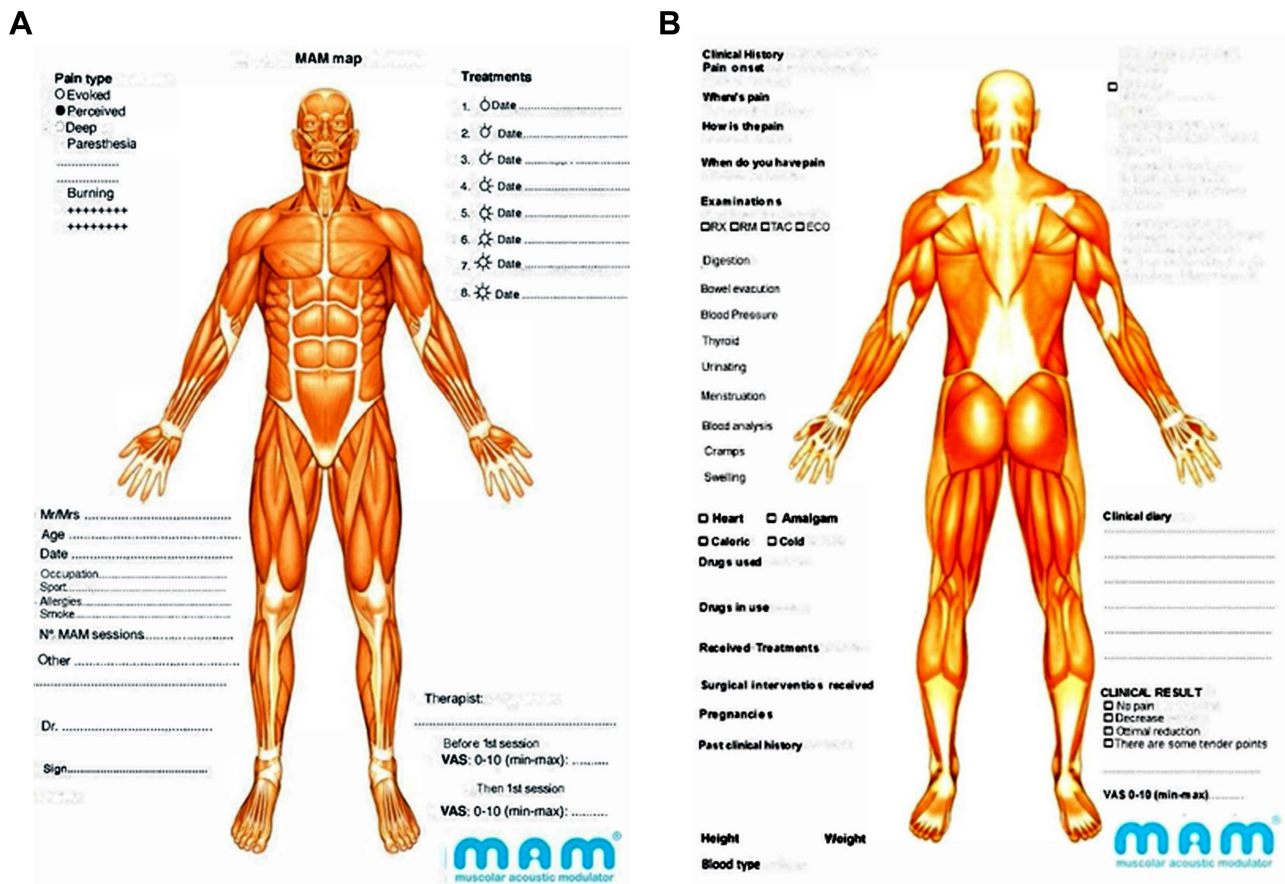 A
MAM map
Pain type
Evoked
Perceived
Deep
Paresthesia
....................
....................
Burning
++++++++
++++++++
Treatments
1. Date ..............................
2. Date ..............................
3. Date ..............................
4. Date ..............................
5. Date ..............................
6. Date ..............................
7. Date ..............................
8. Date ..............................
Mr/Mrs ..............................
Age ..............................
Date ..............................
Occupation ..............................
Sport ..............................
Allergies ..............................
Smoke ..............................
N°. MAM sessions ....................
Other ..............................
..............................
Dr. ..............................
Sign ..............................
Therapist:
..............................
Before 1st session
VAS: 0-10 (min-max): .........
Then 1st session
VAS: 0-10 (min-max): .........
MAM®
muscolar acoustic modulator
B
Clinical History
Pain onset
Where's pain
How is the pain
When do you have pain
Examinations
RX RM TAC ECO
Digestion
Bowel evacution
Blood Pressure
Thyroid
Urinating
Menstruation
Blood analysis
Cramps
Swelling
Heart Amalgam
Caloric Cold
Drugs used
Drugs in use
Received Treatments
Surgical interventios received
Pregnancies
Past clinical history
Height Weight
Blood type
Clinical diary
..............................
..............................
..............................
..............................
..............................
..............................
CLINICAL RESULT
No pain
Decrease
Ottimal reduction
There are some tender points
..............................
VAS 0-10 (min-max) .........
MAM®
muscolar acoustic modulator